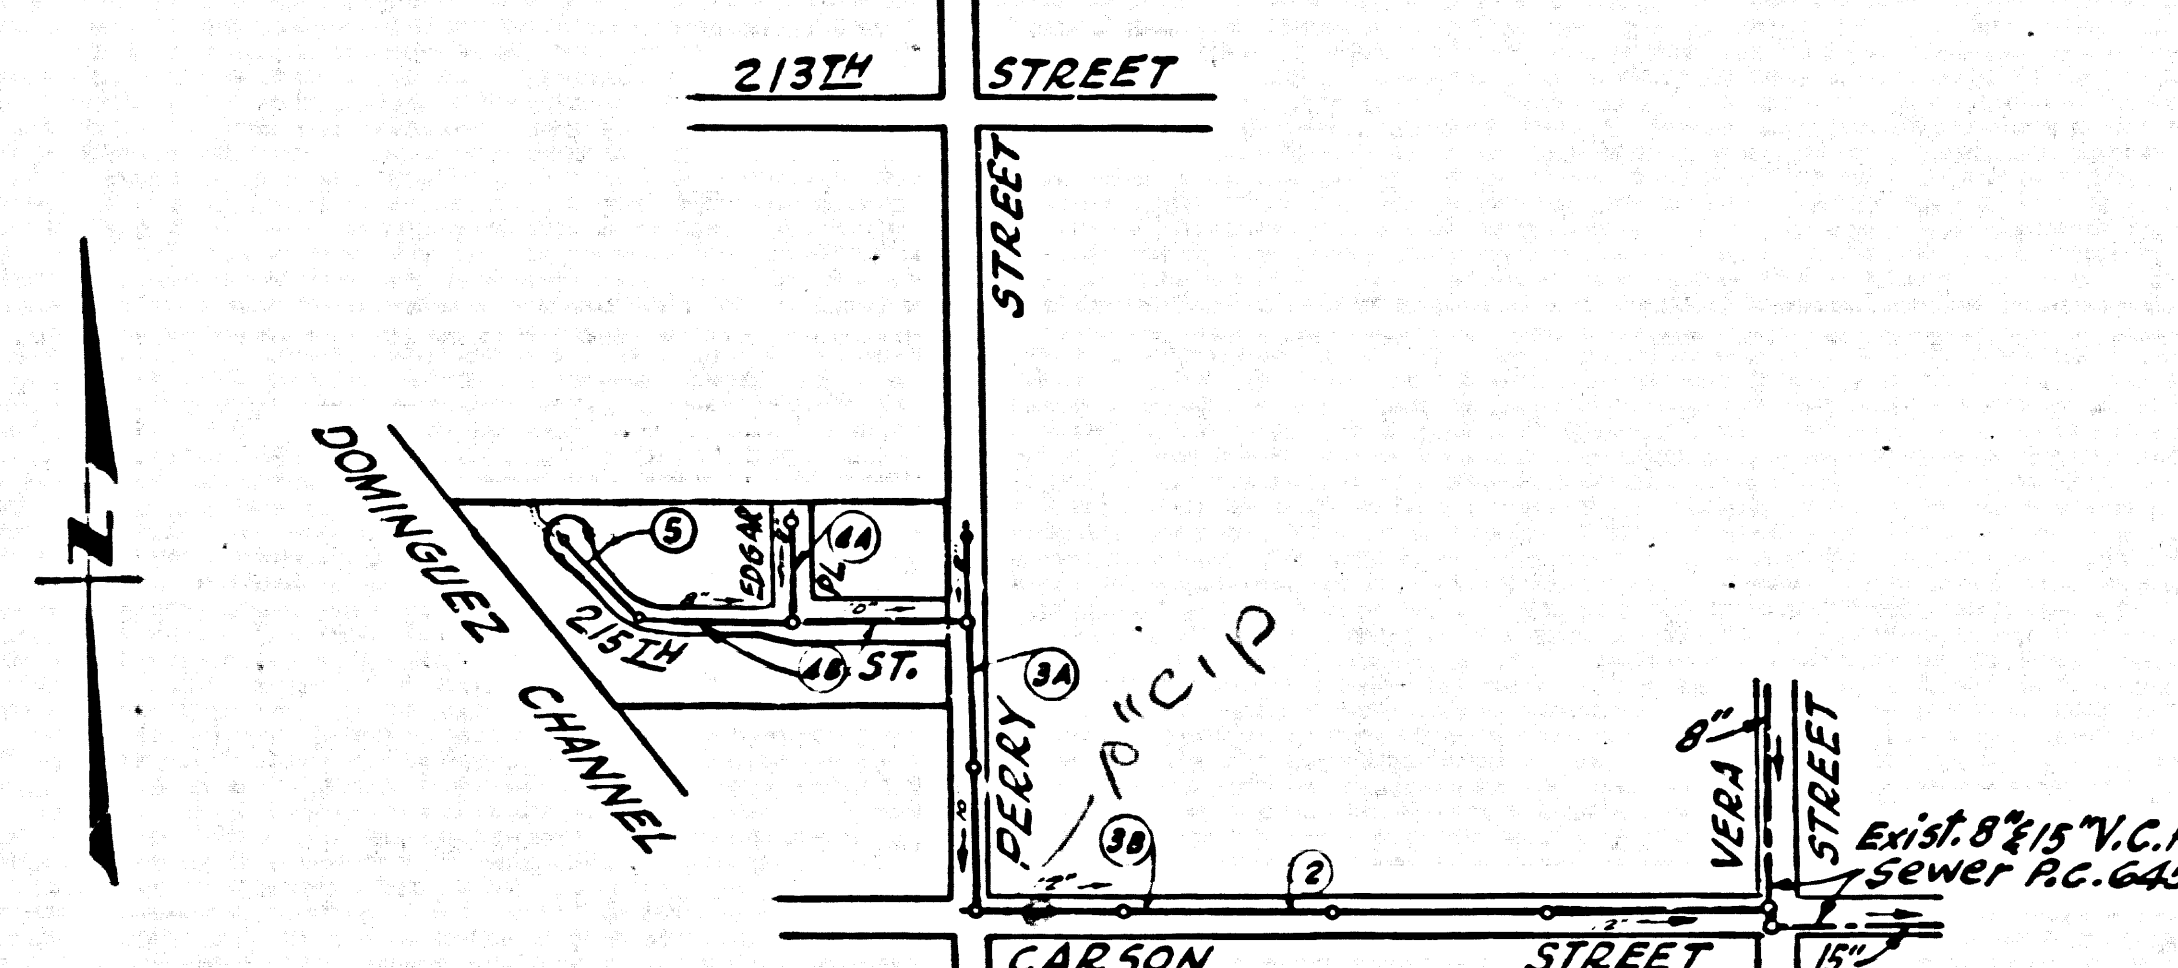 213TH STREET
STREET
N
DOMINGUEZ
CHANNEL
5
EDGAR
PL
4A
8"
215TH
ST.
4B
3A
PERRY
"CIP
3B
2
8"
VERA
STREET
Exist. 8"&15"V.C.
Sewer P.C.645
CARSON STREET
15"